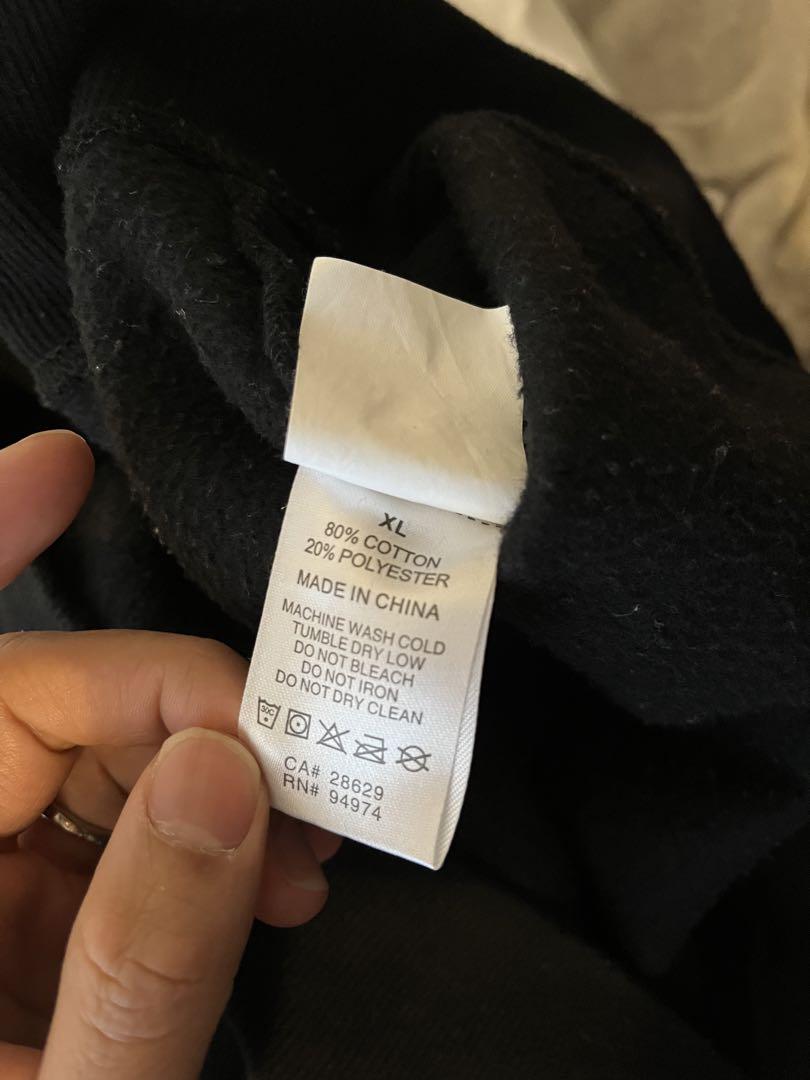 XL
80% COTTON
20% POLYESTER
MADE IN CHINA
MACHINE WASH COLD
TUMBLE DRY LOW
DO NOT BLEACH
DO NOT IRON
DO NOT DRY CLEAN
30C
CA# 28629
RN# 94974